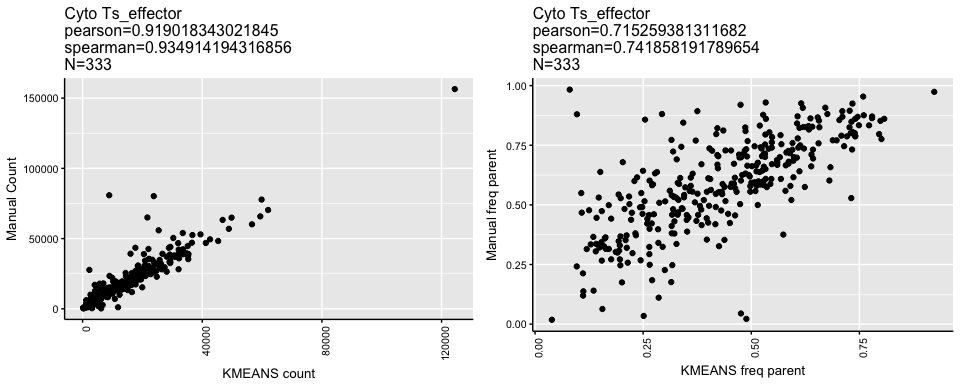 Cyto Ts_effector
pearson=0.919018343021845
spearman=0.934914194316856
N=333
150000
100000
50000
0
Manual Count
0
40000
80000
120000
KMEANS count
Cyto Ts_effector
pearson=0.715259381311682
spearman=0.741858191789654
N=333
1.00
0.75
0.50
0.25
0.00
Manual freq parent
0.00
0.25
0.50
0.75
KMEANS freq parent